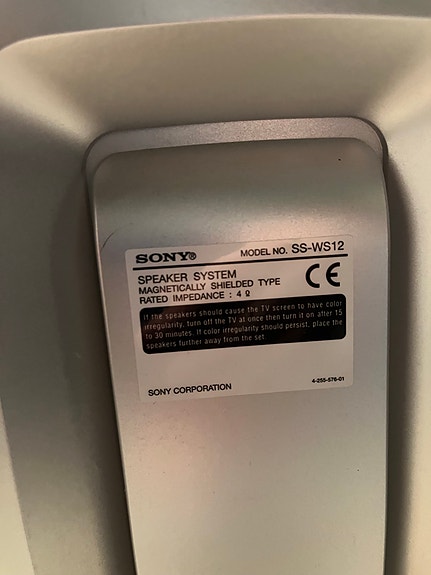 SONY® MODEL NO. SS-WS12
SPEAKER SYSTEM
MAGNETICALLY SHIELDED TYPE
RATED IMPEDANCE : 4 Ω
CE
If the speakers should cause the TV screen to have color
irregularity, turn off the TV at once then turn it on after 15
to 30 minutes. If color irregularity should persist, place the
speakers further away from the set.
SONY CORPORATION 4-255-576-01